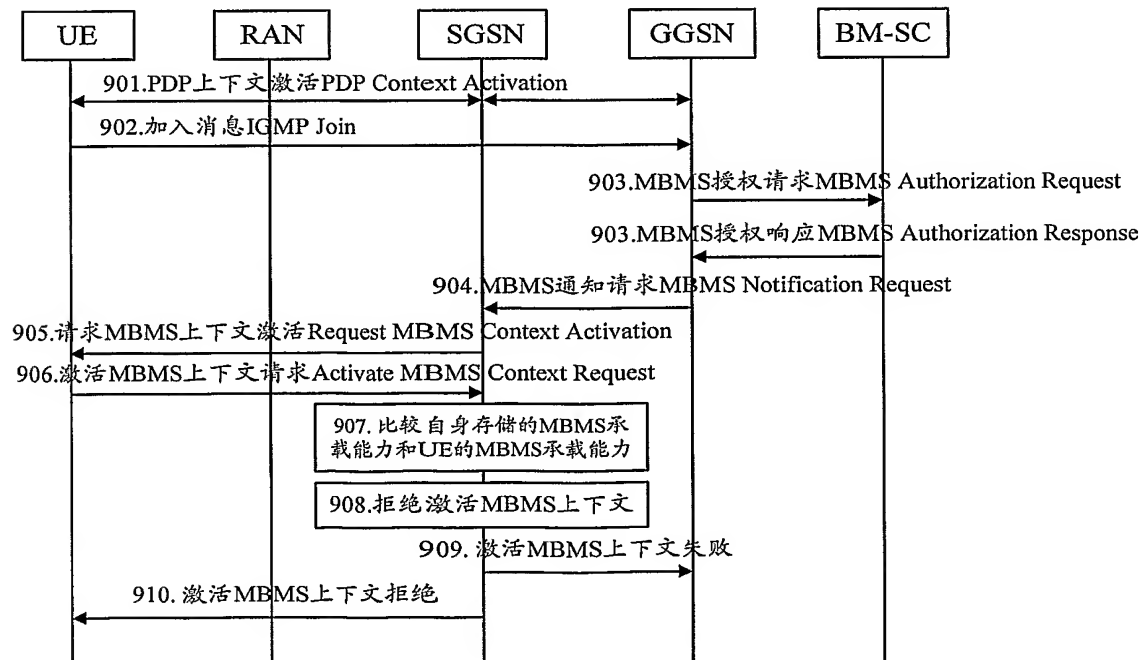 UE
RAN
SGSN
GGSN
BM-SC
901.PDP上下文激活PDP Context Activation
902.加入消息IGMP Join
903.MBMS授权请求MBMS Authorization Request
903.MBMS授权响应MBMS Authorization Response
904.MBMS通知请求MBMS Notification Request
905.请求MBMS上下文激活Request MBMS Context Activation
906.激活MBMS上下文请求Activate MBMS Context Request
907. 比较自身存储的MBMS承
载能力和UE的MBMS承载能力
908.拒绝激活MBMS上下文
909. 激活MBMS上下文失败
910. 激活MBMS上下文拒绝